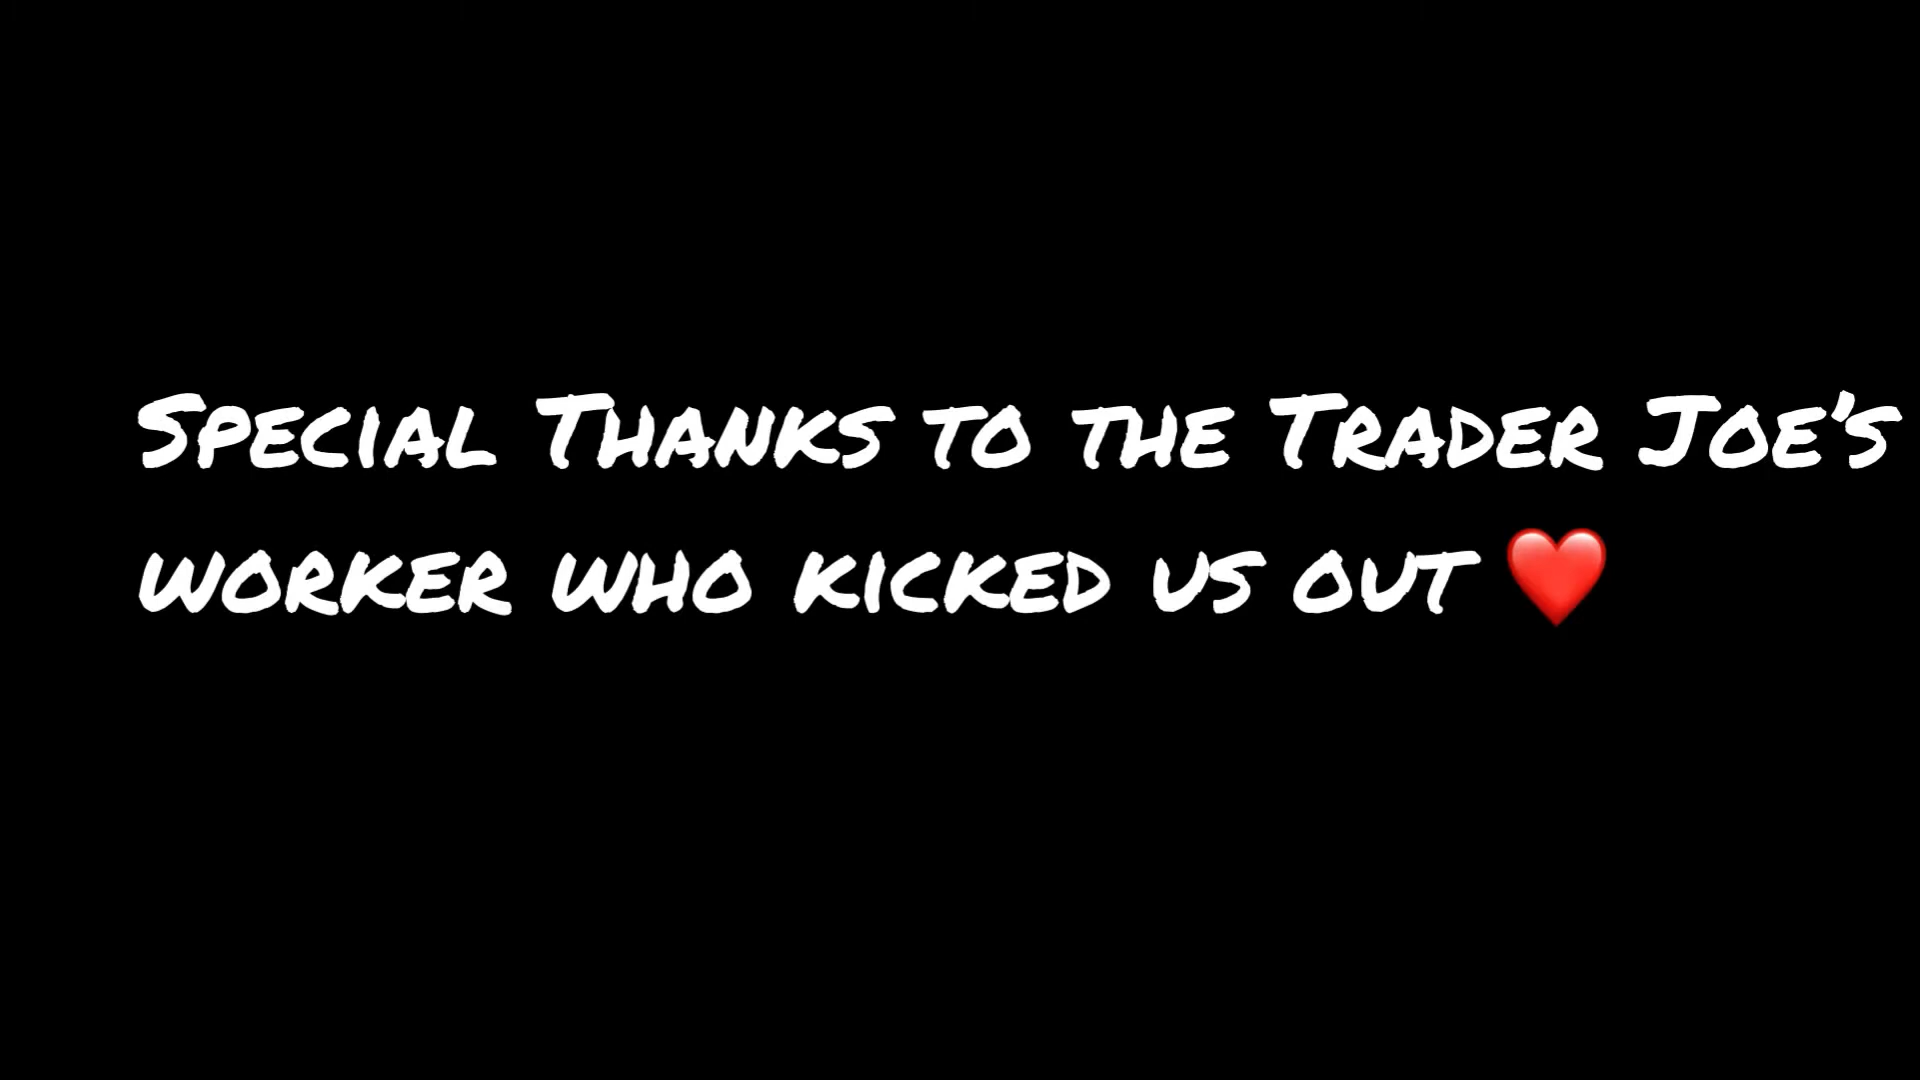 Special Thanks to the Trader Joe’s
worker who kicked us out ❤️